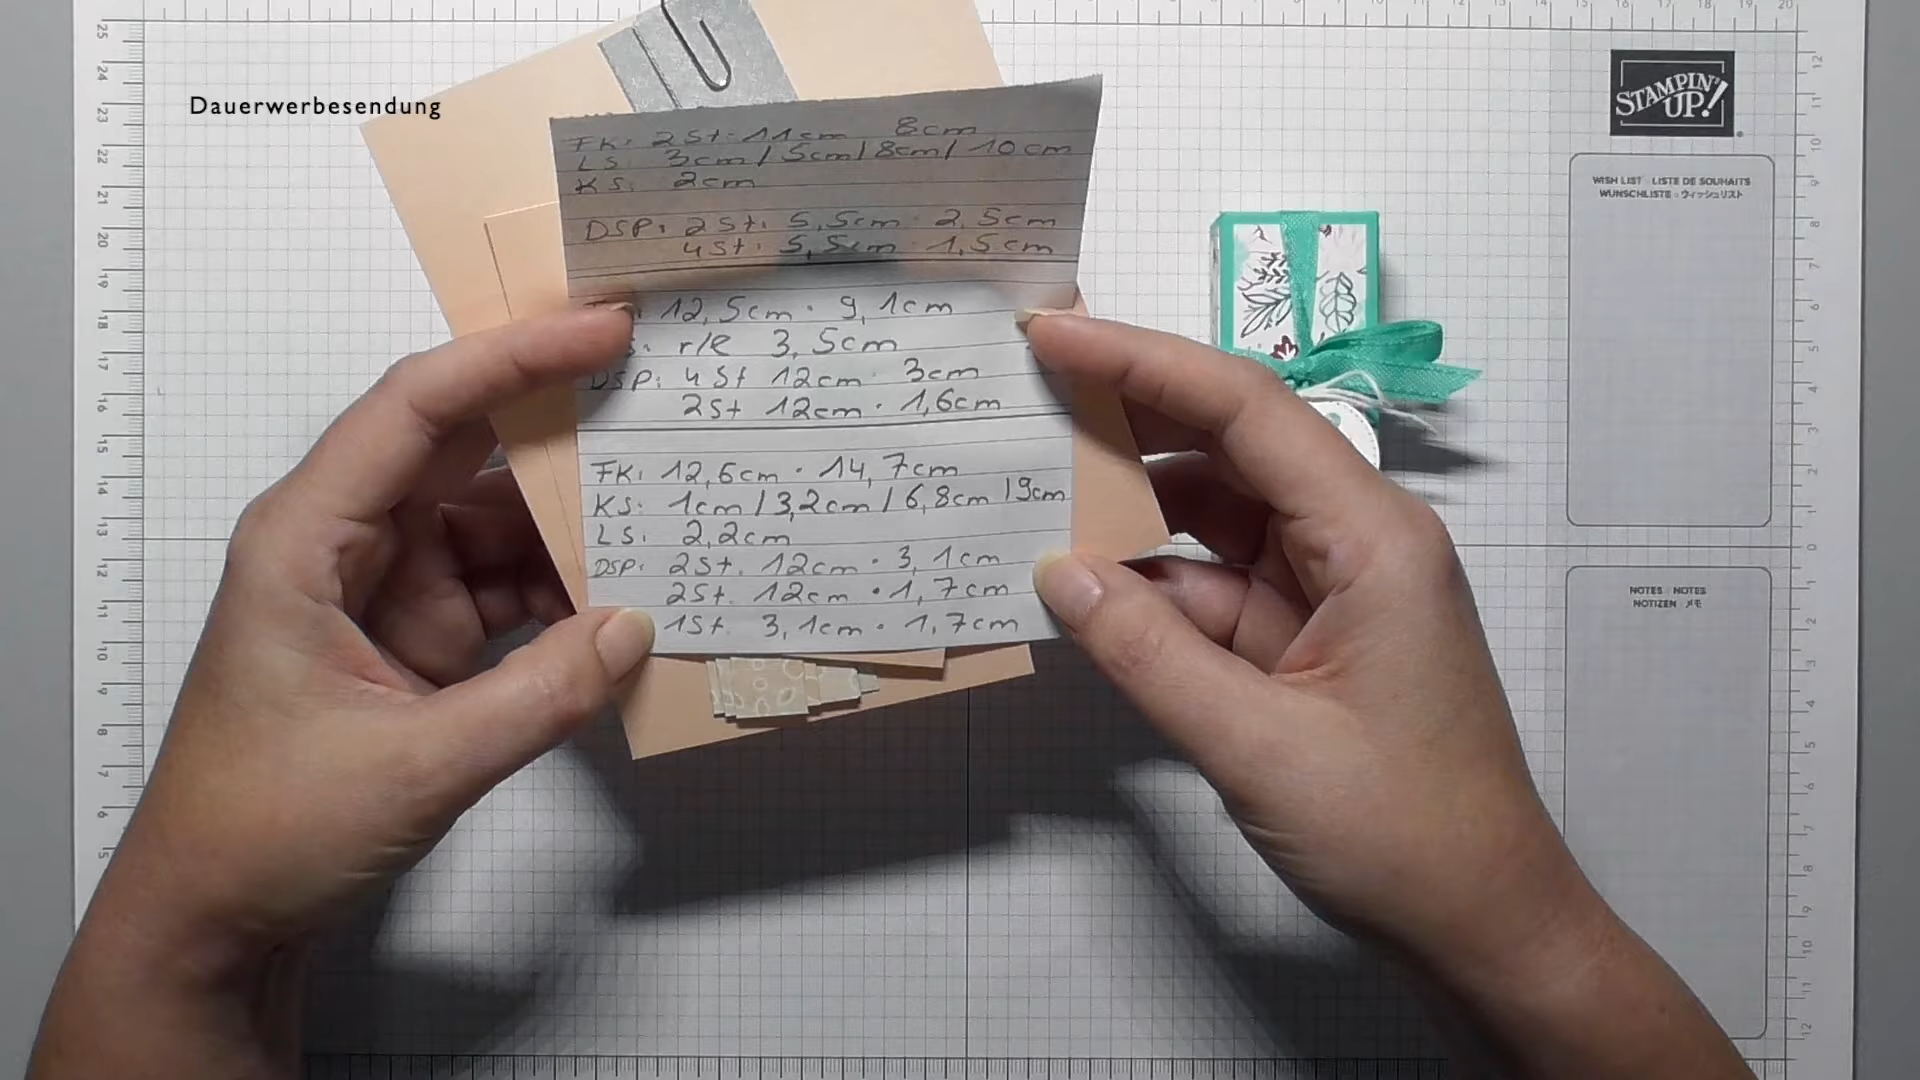 Dauerwerbesendung
FK: 2St. 11cm 8cm
LS: 3cm / 5cm / 8cm / 10cm
KS: 2cm
DSP: 2St. 5,5cm · 2,5cm
4St. 5,5cm · 1,5cm
12,5cm · 9,1cm
r/l 3,5cm
DSP: 4St 12cm · 3cm
2St 12cm · 1,6cm
FK: 12,6cm · 14,7cm
KS: 1cm / 3,2cm / 6,8cm / 9cm
LS: 2,2cm
DSP: 2St. 12cm · 3,1cm
2St. 12cm · 1,7cm
1St. 3,1cm · 1,7cm
STAMPIN' UP!
WISH LIST · LISTE DE SOUHAITS
WUNSCHLISTE · ウィッシュリスト
NOTES / NOTES
NOTIZEN / メモ